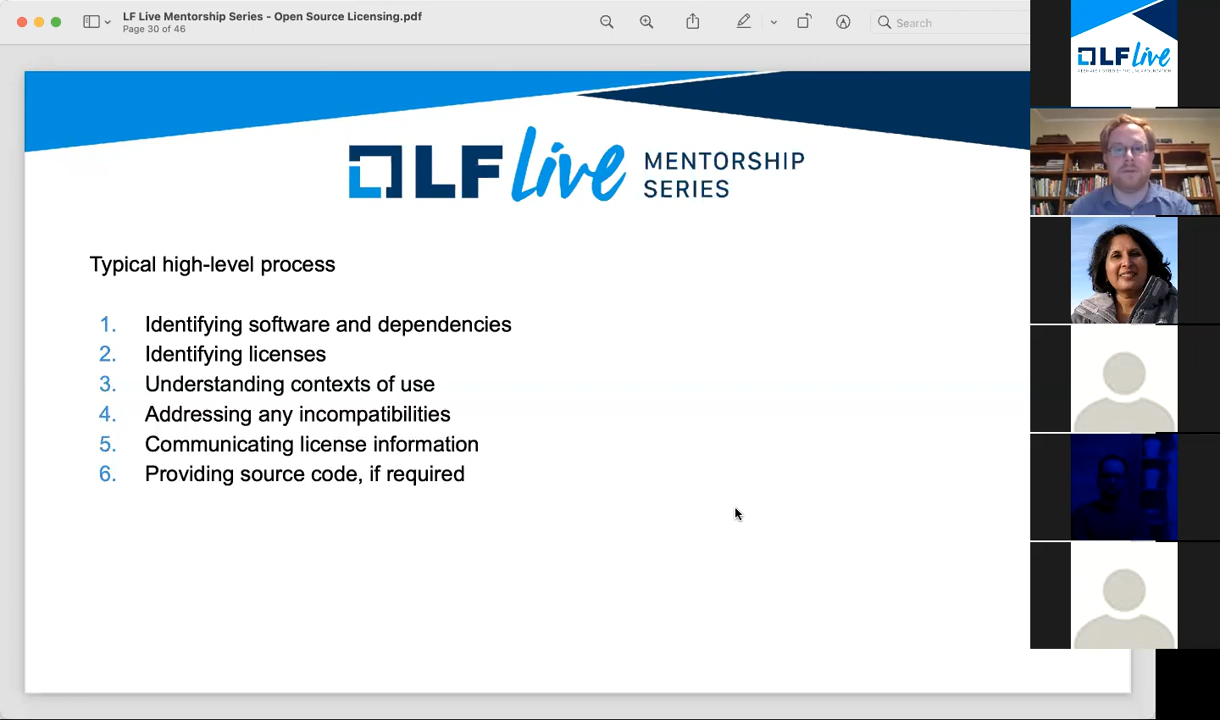 LF Live Mentorship Series - Open Source Licensing.pdf
Page 30 of 46
Search
LF Live
LF Live MENTORSHIP
SERIES
Typical high-level process
1. Identifying software and dependencies
2. Identifying licenses
3. Understanding contexts of use
4. Addressing any incompatibilities
5. Communicating license information
6. Providing source code, if required